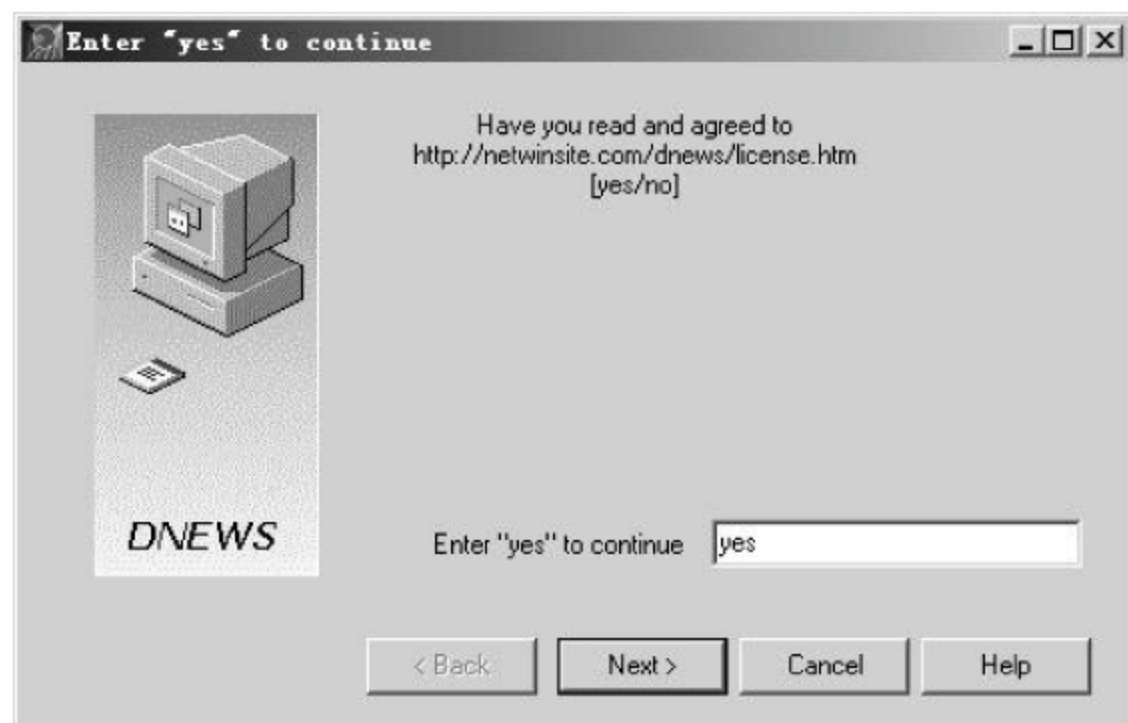 Enter "yes" to continue
Have you read and agreed to
http://netwinsite.com/dnews/license.htm
[yes/no]
DNEWS
Enter "yes" to continue yes
< Back Next > Cancel Help